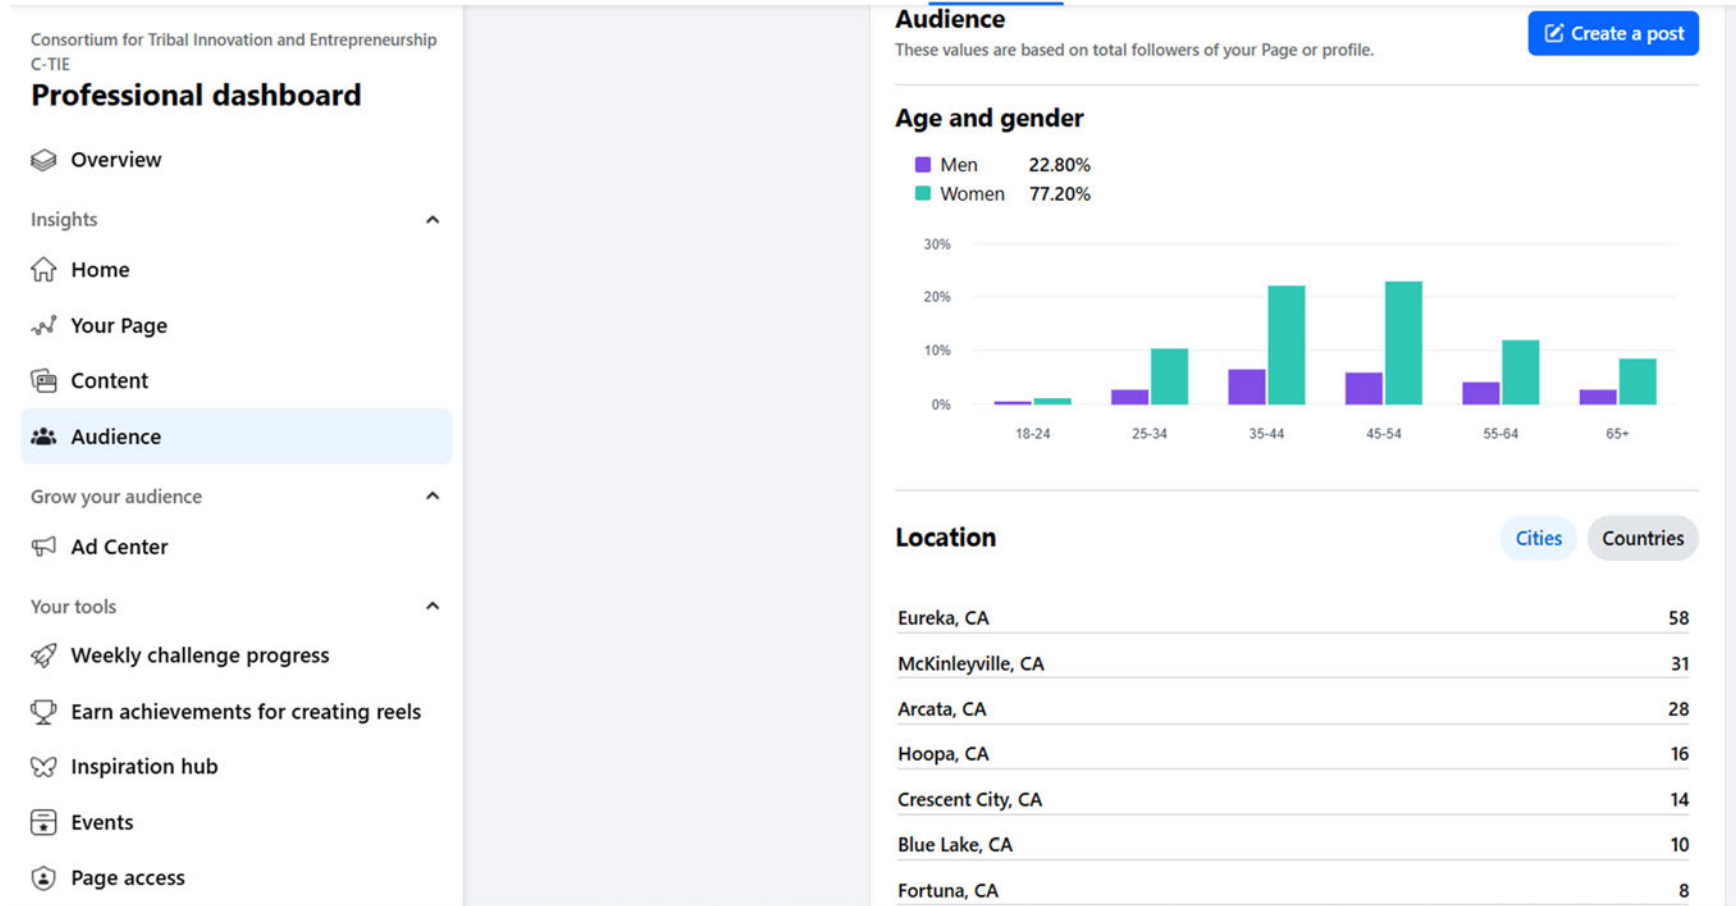 Consortium for Tribal Innovation and Entrepreneurship
C-TIE
Professional dashboard
Overview
Insights
Home
Your Page
Content
Audience
Grow your audience
Ad Center
Your tools
Weekly challenge progress
Earn achievements for creating reels
Inspiration hub
Events
Page access
Audience
These values are based on total followers of your Page or profile.
Create a post
Age and gender
Men 22.80%
Women 77.20%
30%
20%
10%
0%
18-24 25-34 35-44 45-54 55-64 65+
Location
Cities Countries
Eureka, CA 58
McKinleyville, CA 31
Arcata, CA 28
Hoopa, CA 16
Crescent City, CA 14
Blue Lake, CA 10
Fortuna, CA 8